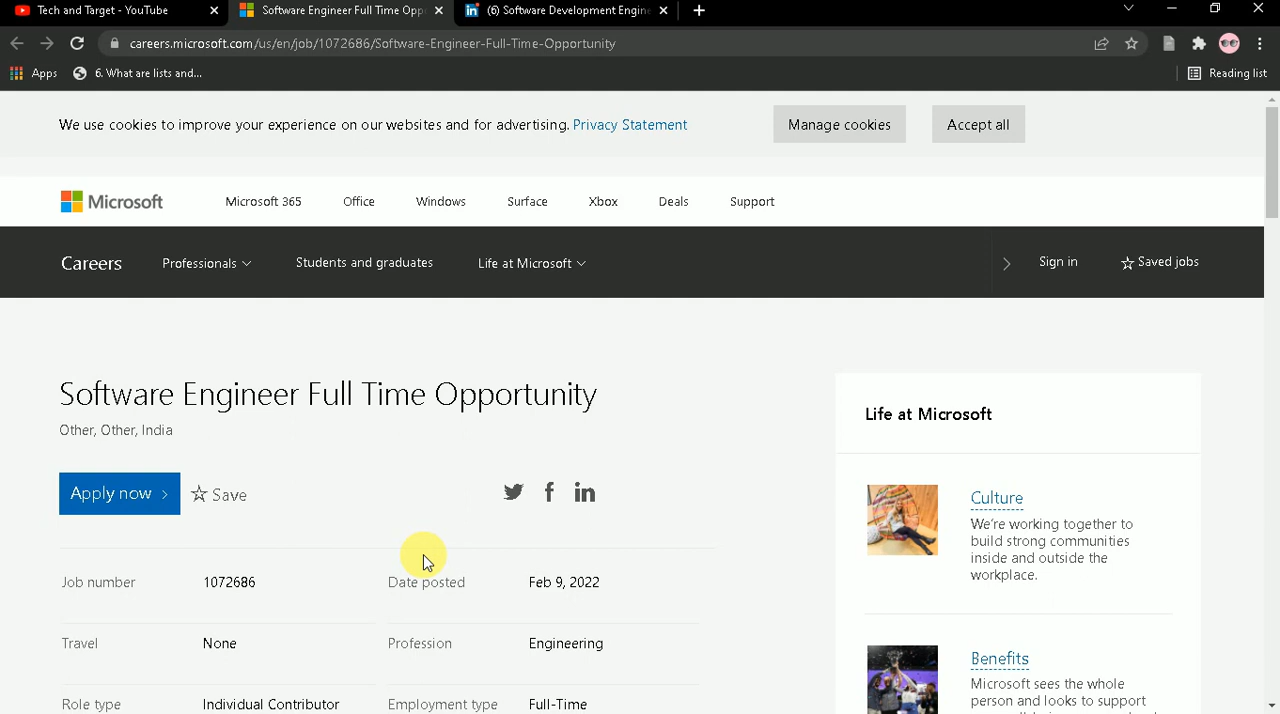 Tech and Target - YouTube
Software Engineer Full Time Opp
(6) Software Development Engine
careers.microsoft.com/us/en/job/1072686/Software-Engineer-Full-Time-Opportunity
Apps
6. What are lists and...
Reading list
We use cookies to improve your experience on our websites and for advertising. Privacy Statement
Manage cookies
Accept all
Microsoft
Microsoft 365
Office
Windows
Surface
Xbox
Deals
Support
Careers
Professionals
Students and graduates
Life at Microsoft
Sign in
Saved jobs
Software Engineer Full Time Opportunity
Other, Other, India
Apply now
Save
Job number 1072686
Date posted Feb 9, 2022
Travel None
Profession Engineering
Role type Individual Contributor
Employment type Full-Time
Life at Microsoft
Culture
We're working together to
build strong communities
inside and outside the
workplace.
Benefits
Microsoft sees the whole
person and looks to support